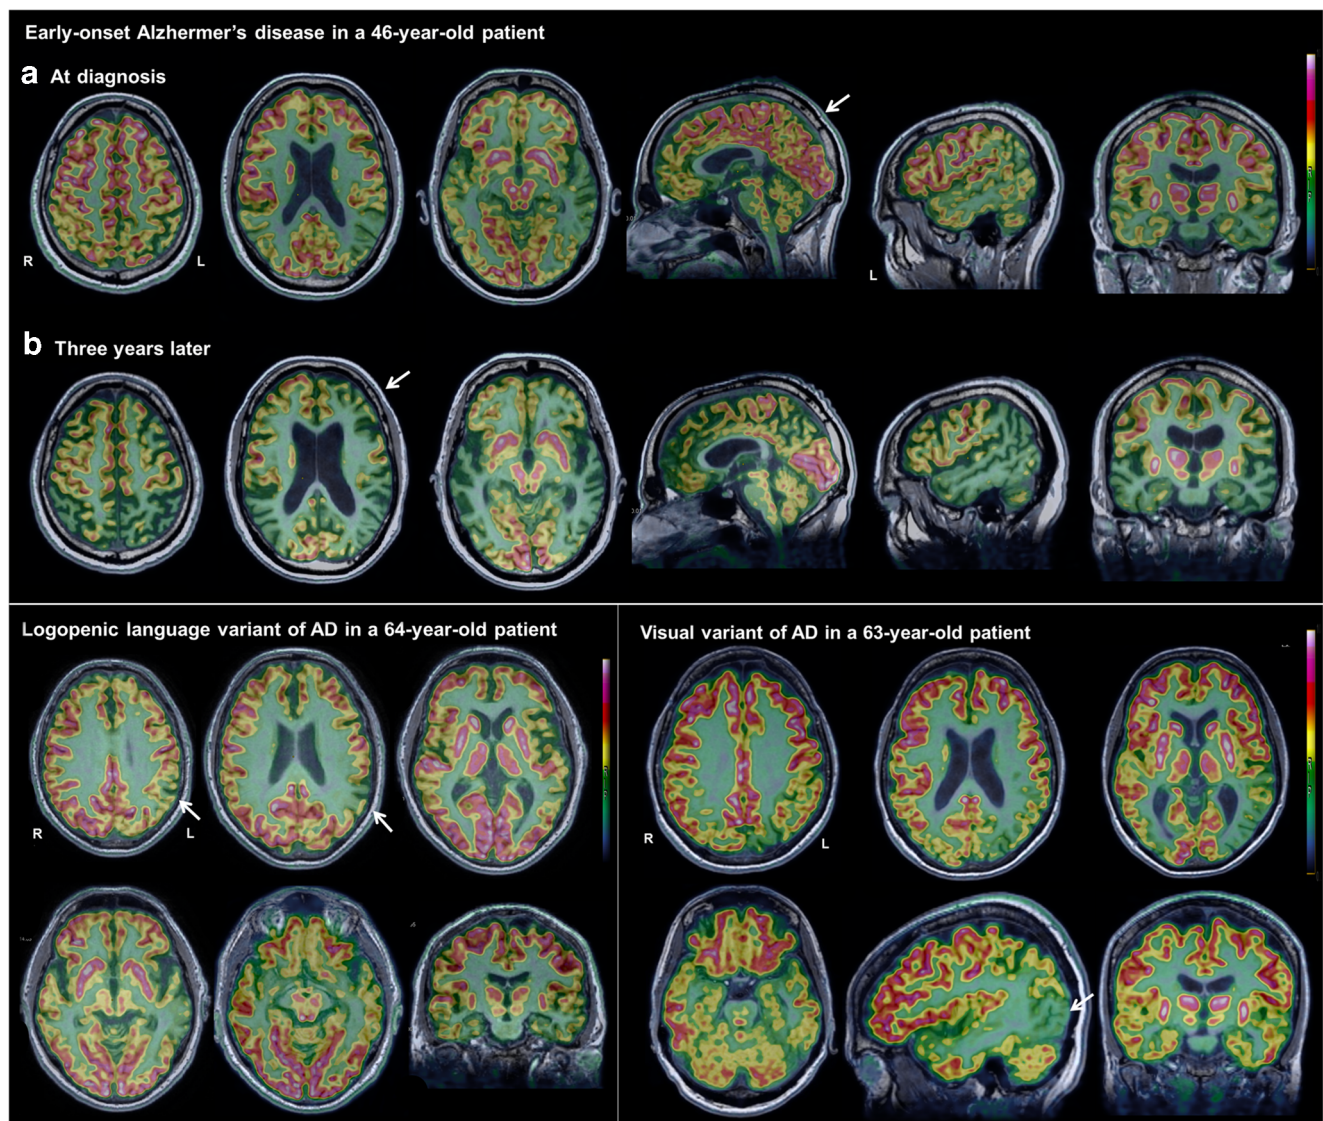 Early-onset Alzhermer’s disease in a 46-year-old patient
a At diagnosis
R
L
L
b Three years later
Logopenic language variant of AD in a 64-year-old patient
R
L
Visual variant of AD in a 63-year-old patient
R
L